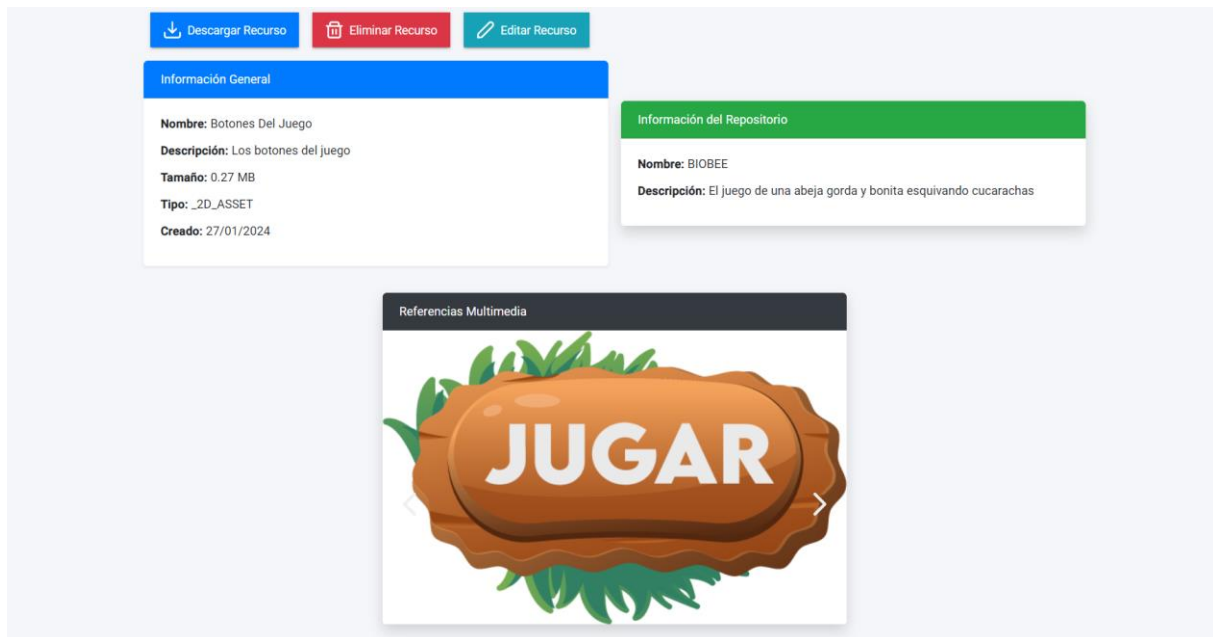 Descargar Recurso
Eliminar Recurso
Editar Recurso
Información General
Nombre: Botones Del Juego
Descripción: Los botones del juego
Tamaño: 0.27 MB
Tipo: _2D_ASSET
Creado: 27/01/2024
Información del Repositorio
Nombre: BIOBEE
Descripción: El juego de una abeja gorda y bonita esquivando cucarachas
Referencias Multimedia
JUGAR